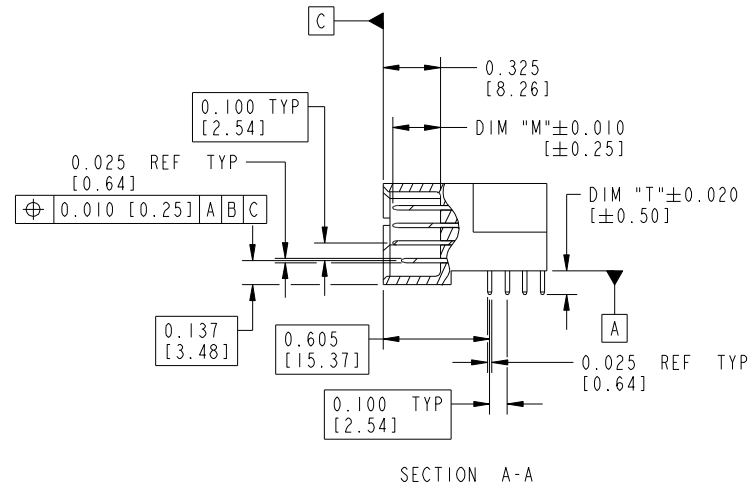 C
0.325
[8.26]
0.100 TYP
[2.54]
DIM "M"±0.010
[±0.25]
0.025 REF TYP
[0.64]
⌖ 0.010 [0.25] A B C
DIM "T"±0.020
[±0.50]
0.137
[3.48]
0.605
[15.37]
A
0.025 REF TYP
[0.64]
0.100 TYP
[2.54]
SECTION A-A